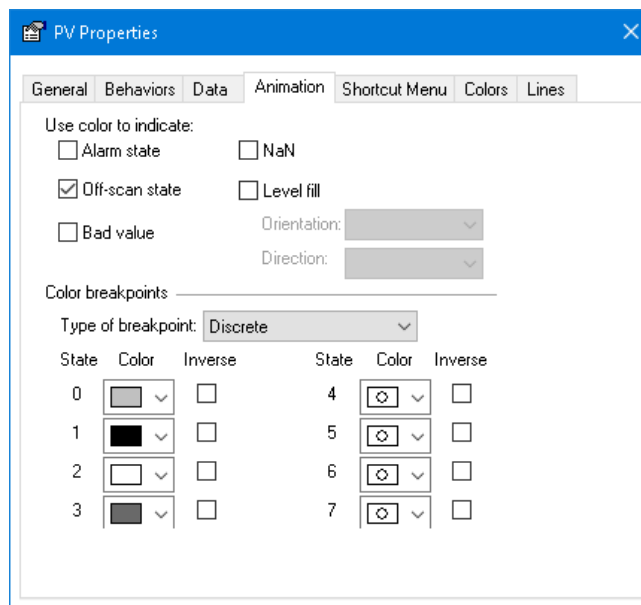 PV Properties
General Behaviors Data Animation Shortcut Menu Colors Lines
Use color to indicate:
Alarm state NaN
Off-scan state Level fill
Bad value Orientation:
Direction:
Color breakpoints
Type of breakpoint: Discrete
State Color Inverse State Color Inverse
0 4
1 5
2 6
3 7